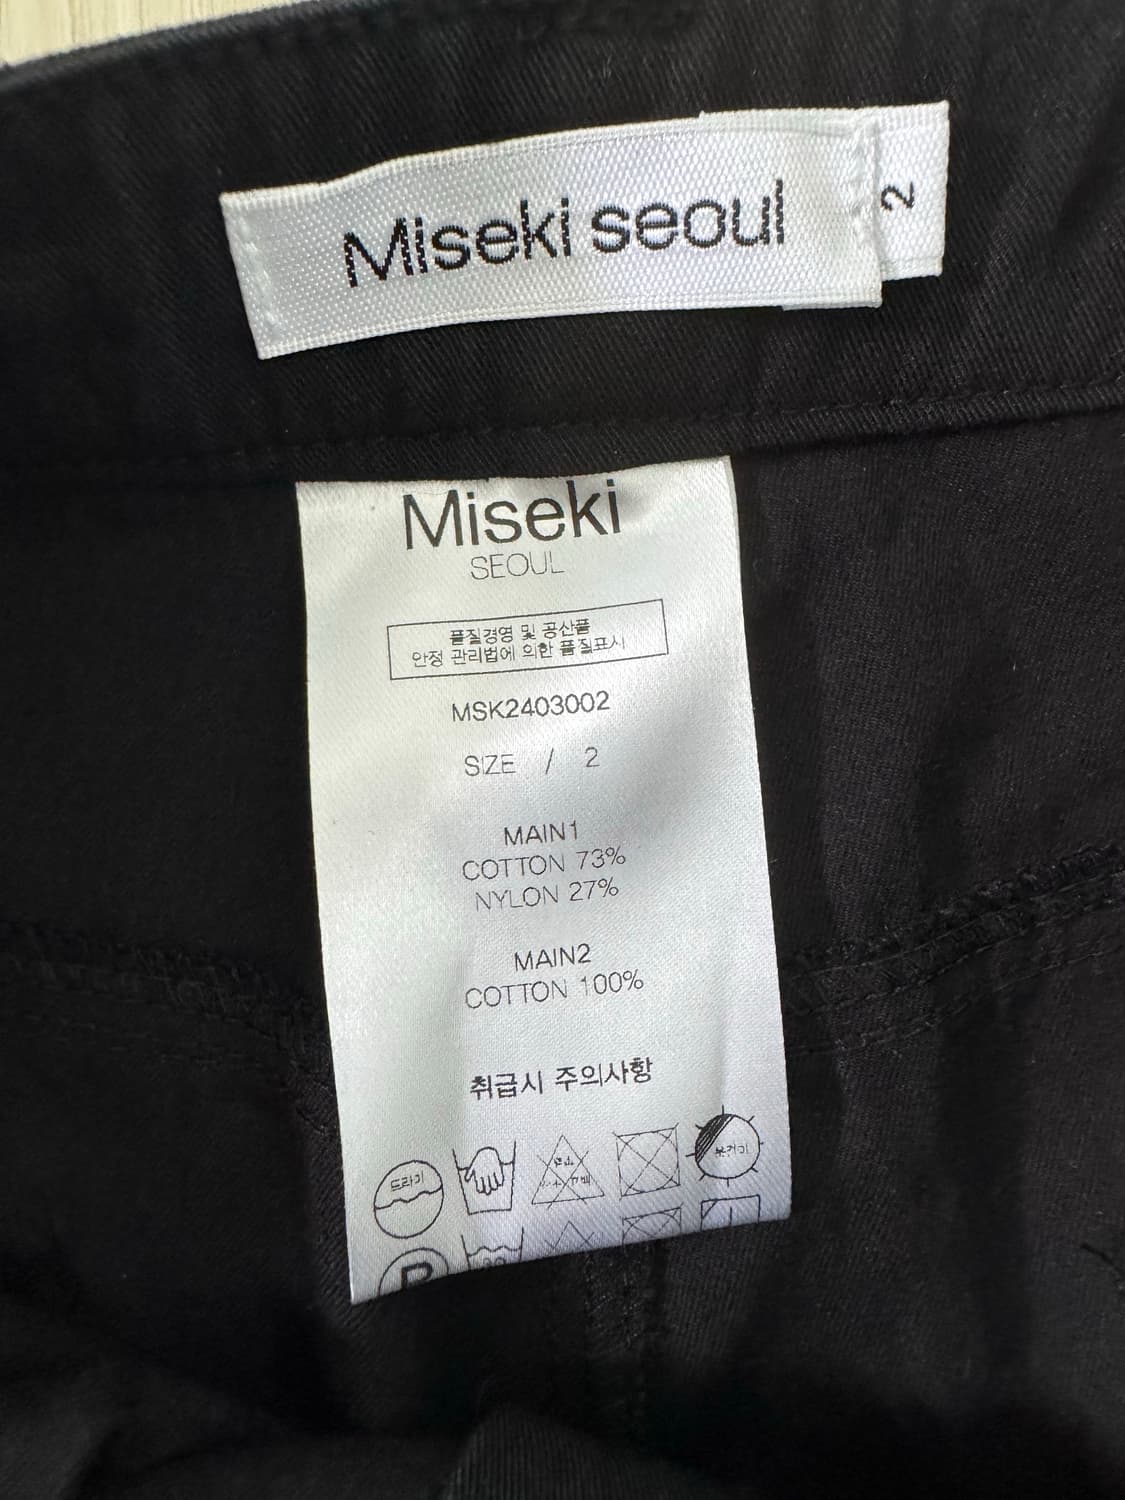 Miseki seoul
2
Miseki
SEOUL
품질경영 및 공산품
안정 관리법에 의한 품질표시
MSK2403002
SIZE / 2
MAIN1
COTTON 73%
NYLON 27%
MAIN2
COTTON 100%
취급시 주의사항
드라이
P